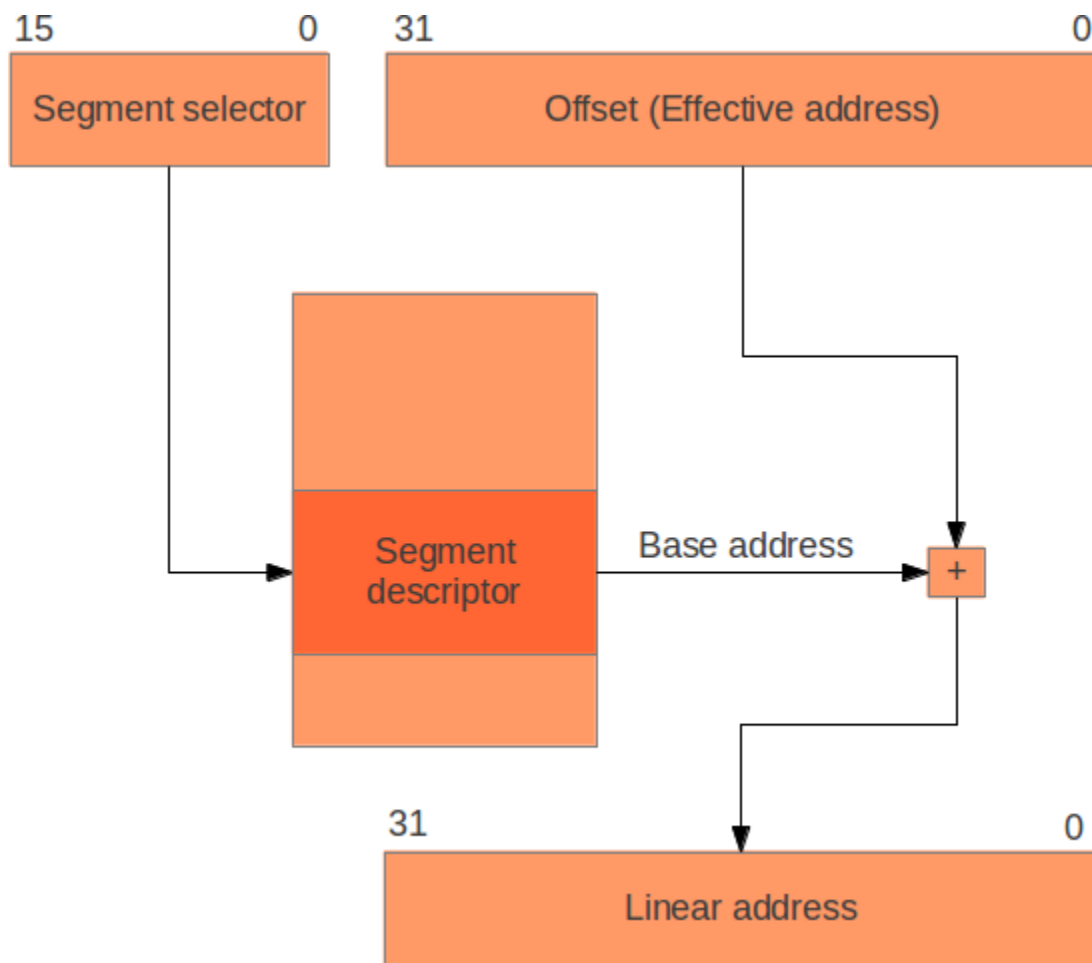 15 0 31 0
Segment selector
Offset (Effective address)
Segment
descriptor
Base address
+
31 0
Linear address